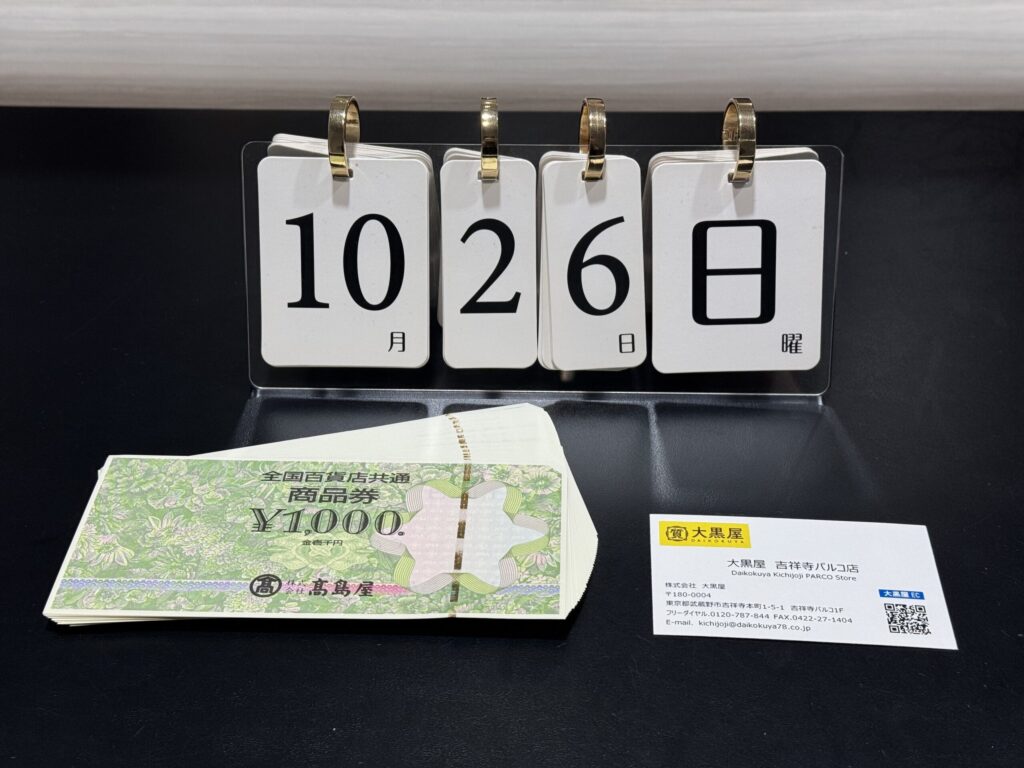 10
月
2
6
日
日
曜
全国百貨店共通
商品券
¥1000
金壱千円
髙 株式会社 髙島屋
質 大黒屋
DAIKOKUYA
大黒屋 吉祥寺パルコ店
Daikokuya Kichijoji PARCO Store
株式会社 大黒屋
〒180-0004
東京都武蔵野市吉祥寺本町1-5-1 吉祥寺パルコ1F
フリーダイヤル.0120-787-844 FAX.0422-27-1404
E-mail. kichijoji@daikokuya78.co.jp
大黒屋 EC